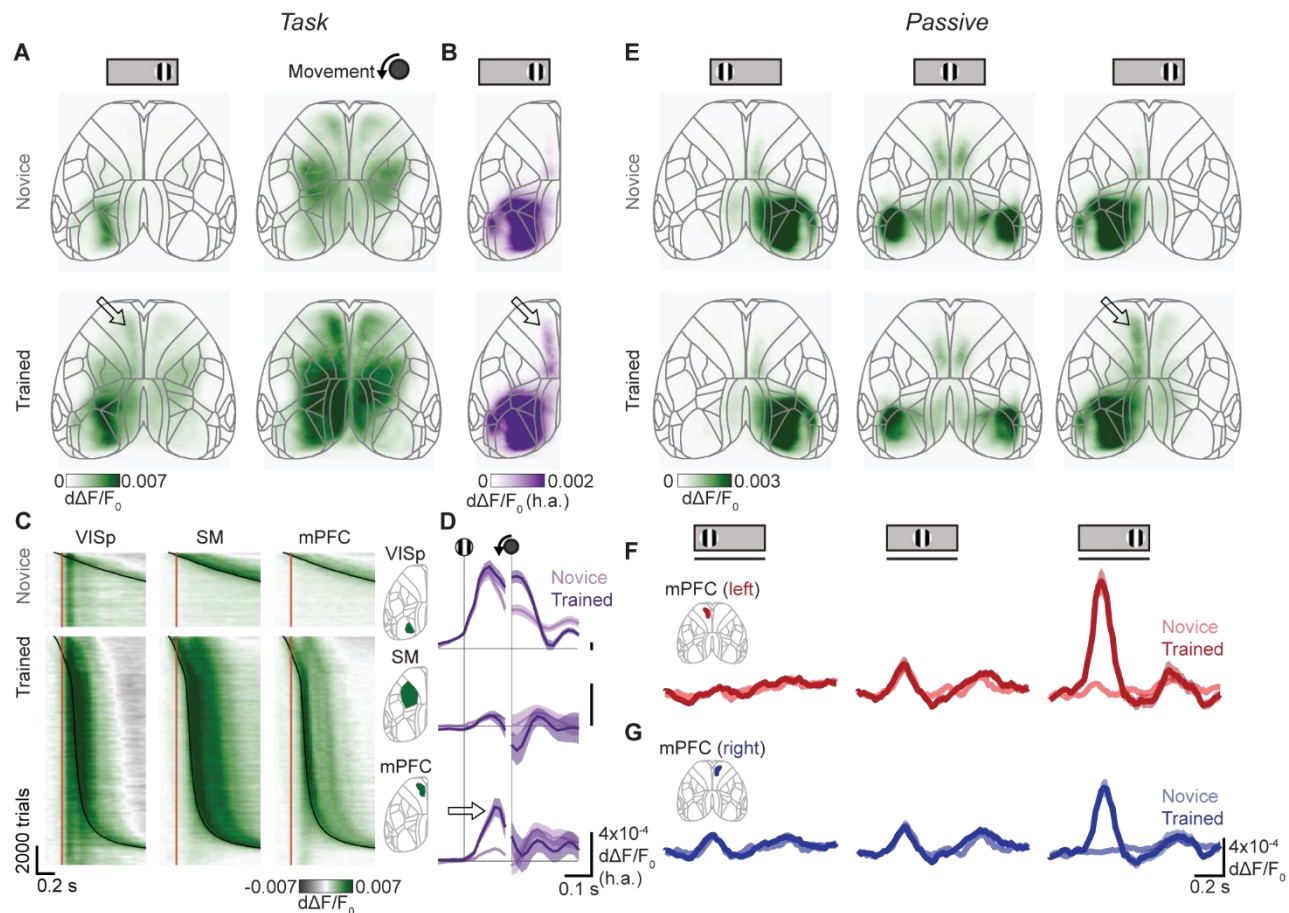 Task
Passive
A
Movement
B
E
Novice
Trained
0 0.007
dΔF/F₀
0 0.002
dΔF/F₀ (h.a.)
0 0.003
dΔF/F₀
C
VISp
SM
mPFC
Novice
Trained
2000 trials
0.2 s
-0.007 0.007
dΔF/F₀
D
VISp
Novice
Trained
SM
mPFC
4x10⁻⁴
dΔF/F₀
(h.a.)
0.1 s
F
mPFC (left)
Novice
Trained
G
mPFC (right)
Novice
Trained
4x10⁻⁴
dΔF/F₀
0.2 s